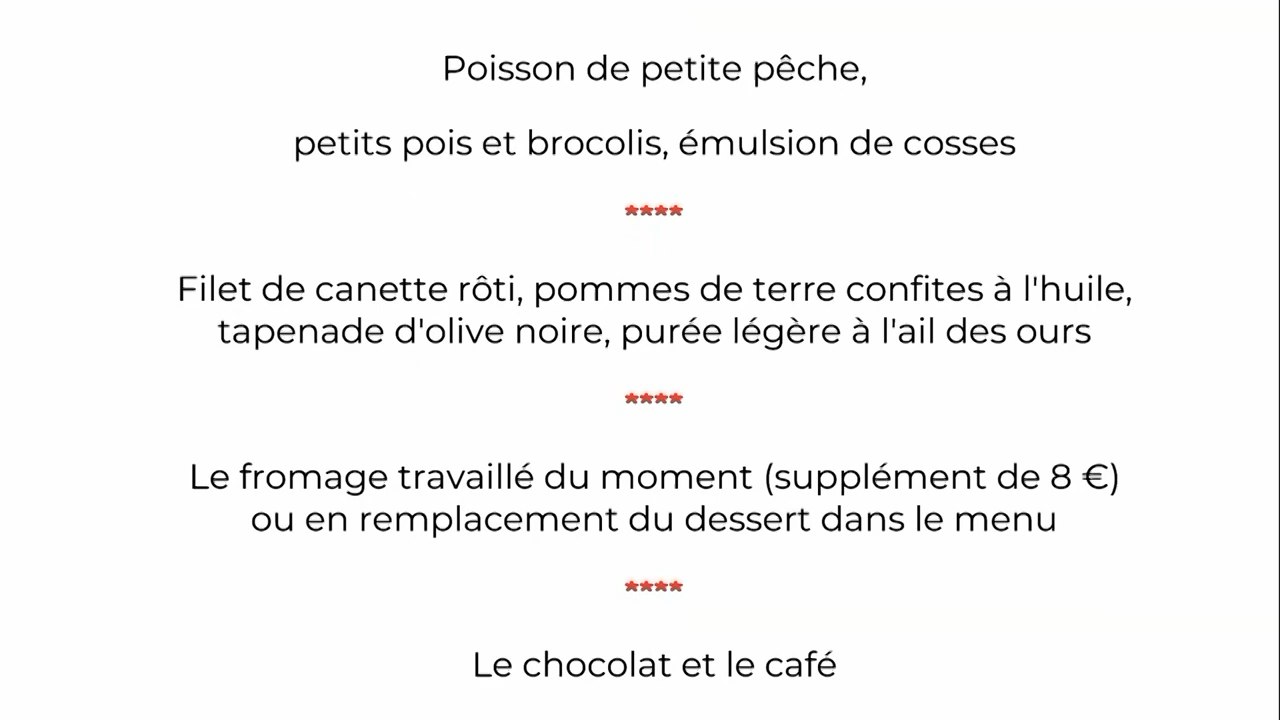 Poisson de petite pêche,
petits pois et brocolis, émulsion de cosses
****
Filet de canette rôti, pommes de terre confites à l'huile,
tapenade d'olive noire, purée légère à l'ail des ours
****
Le fromage travaillé du moment (supplément de 8 €)
ou en remplacement du dessert dans le menu
****
Le chocolat et le café